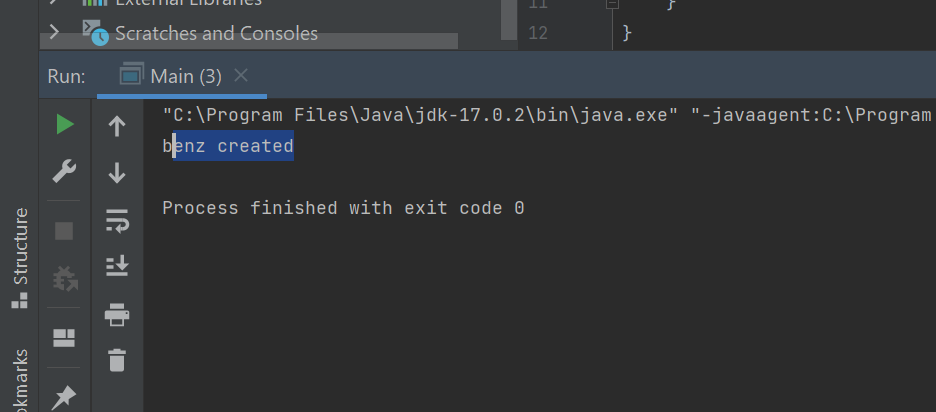 External Libraries
Scratches and Consoles
11 }
12 }
Run: Main (3)
"C:\Program Files\Java\jdk-17.0.2\bin\java.exe" "-javaagent:C:\Program
benz created
Process finished with exit code 0
Structure
okmarks